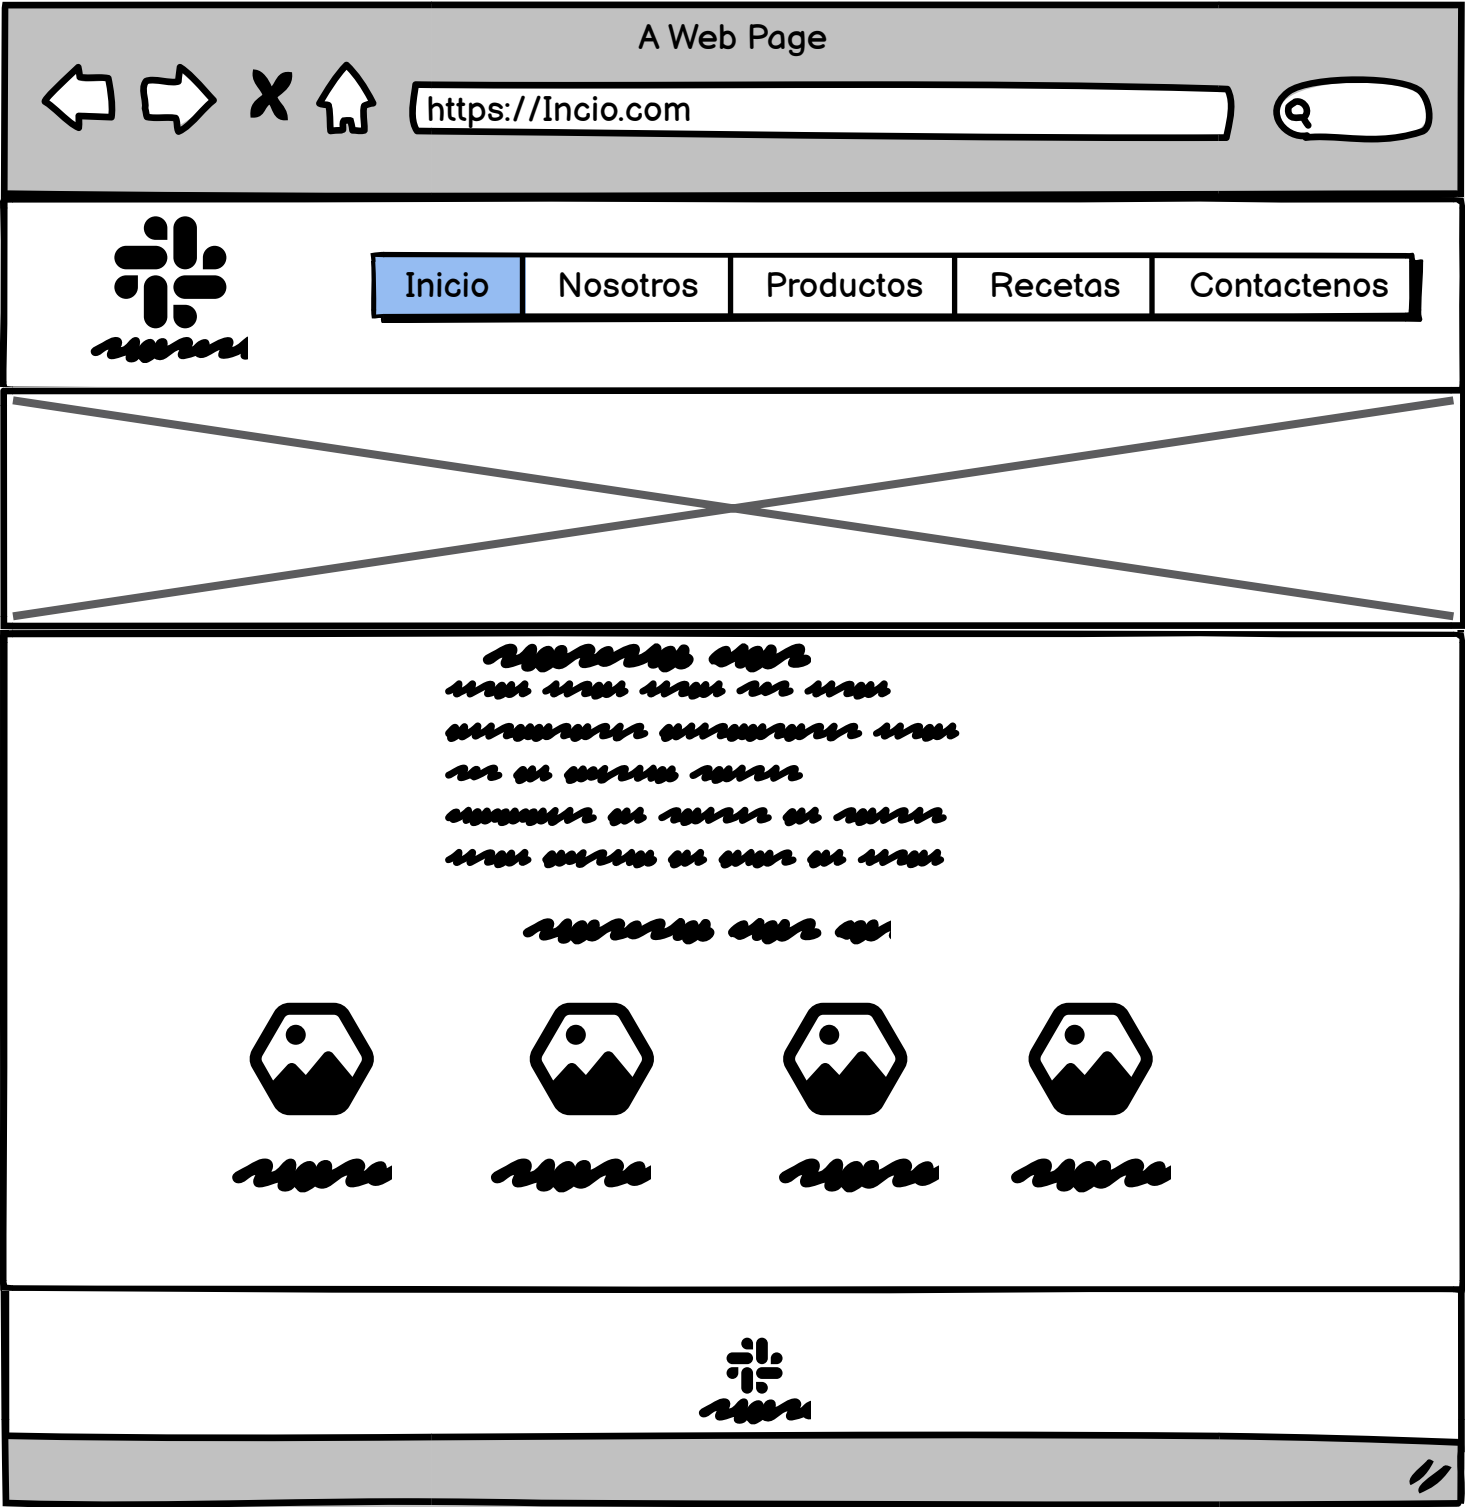 A Web Page
https://Incio.com
Inicio Nosotros Productos Recetas Contactenos